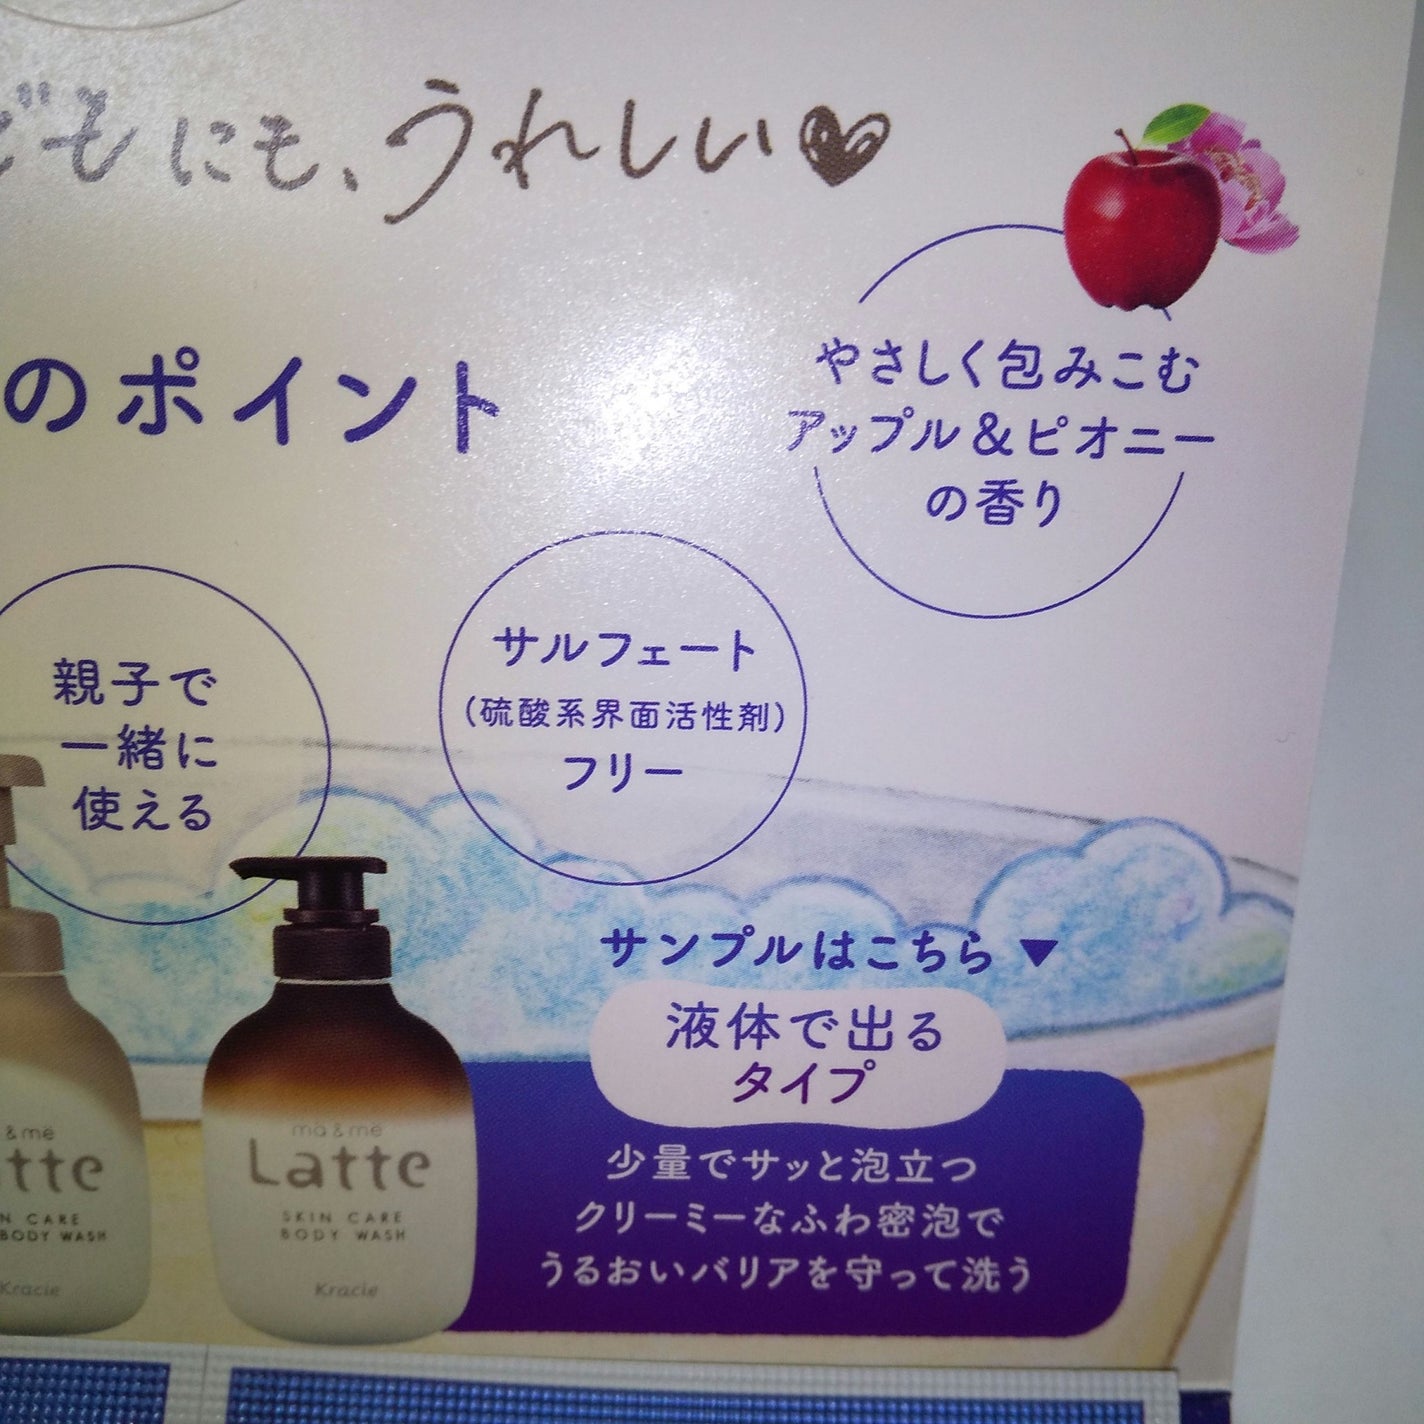 どもにも、うれしい
のポイント
やさしく包みこむ
アップル&ピオニー
の香り
親子で
一緒に
使える
サルフェート
(硫酸系界面活性剤)
フリー
サンプルはこちら▼
液体で出る
タイプ
少量でサッと泡立つ
クリーミーなふわ密泡で
うるおいバリアを守って洗う
& më
tte
N CARE
BODY WASH
Kracie
mä & më
Latte
SKIN CARE
BODY WASH
Kracie